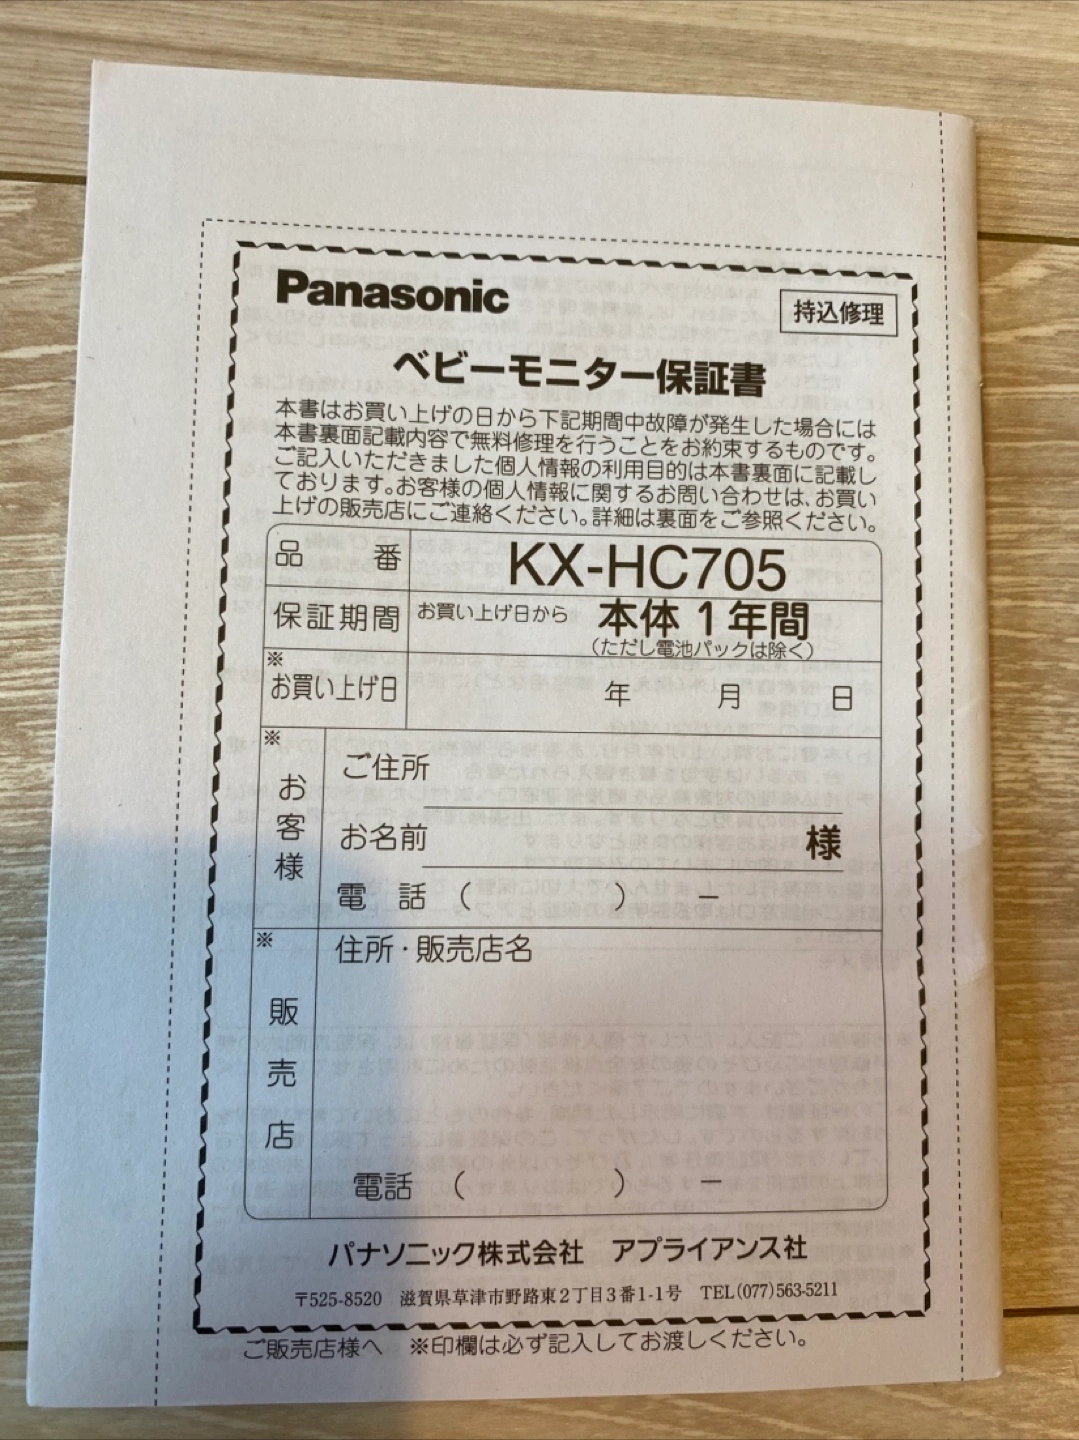 Panasonic
持込修理
ベビーモニター保証書
本書はお買い上げの日から下記期間中故障が発生した場合には
本書裏面記載内容で無料修理を行うことをお約束するものです。
ご記入いただきました個人情報の利用目的は本書裏面に記載し
ております。お客様の個人情報に関するお問い合わせは、お買い
上げの販売店にご連絡ください。詳細は裏面をご参照ください。
品番 KX-HC705
保証期間 お買い上げ日から 本体1年間
(ただし電池パックは除く)
※
お買い上げ日 年 月 日
※
お客様
ご住所
お名前 様
電話 ( ) ー
※
販売店
住所・販売店名
電話 ( ) ー
パナソニック株式会社 アプライアンス社
〒525-8520 滋賀県草津市野路東2丁目3番1-1号 TEL(077)563-5211
ご販売店様へ ※印欄は必ず記入してお渡しください。